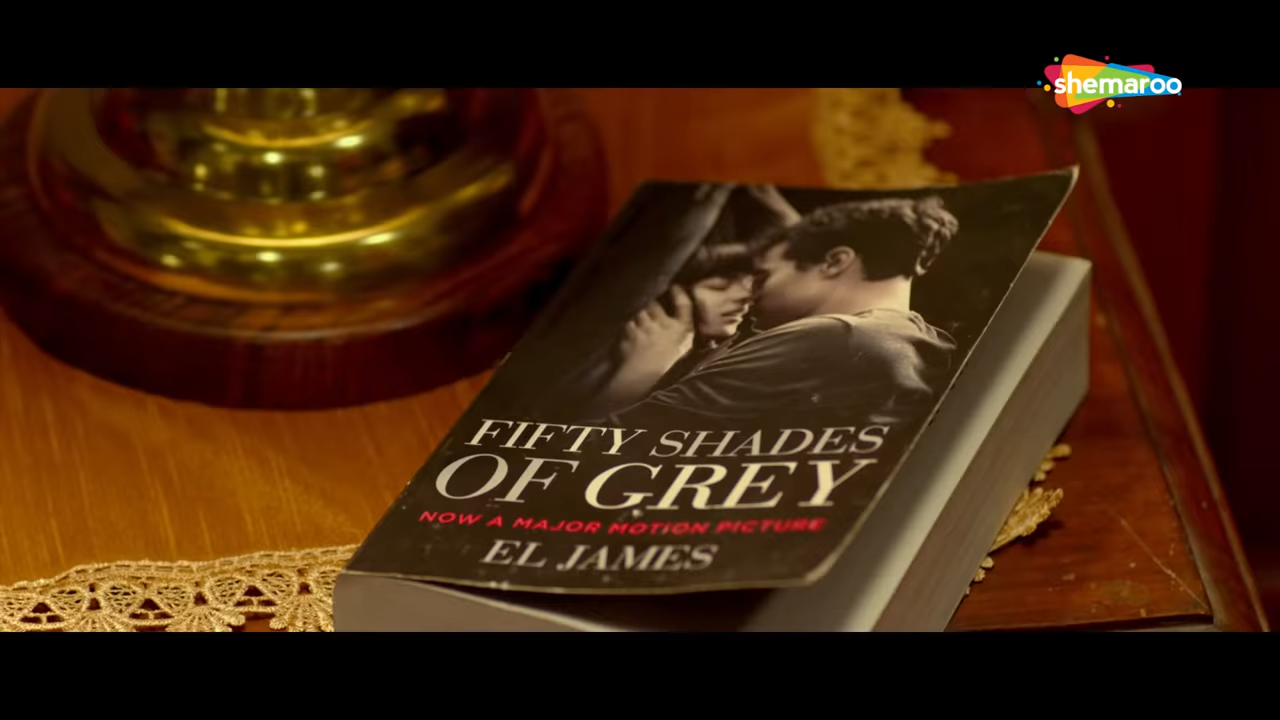 shemaroo
FIFTY SHADES
OF GREY
NOW A MAJOR MOTION PICTURE
EL JAMES